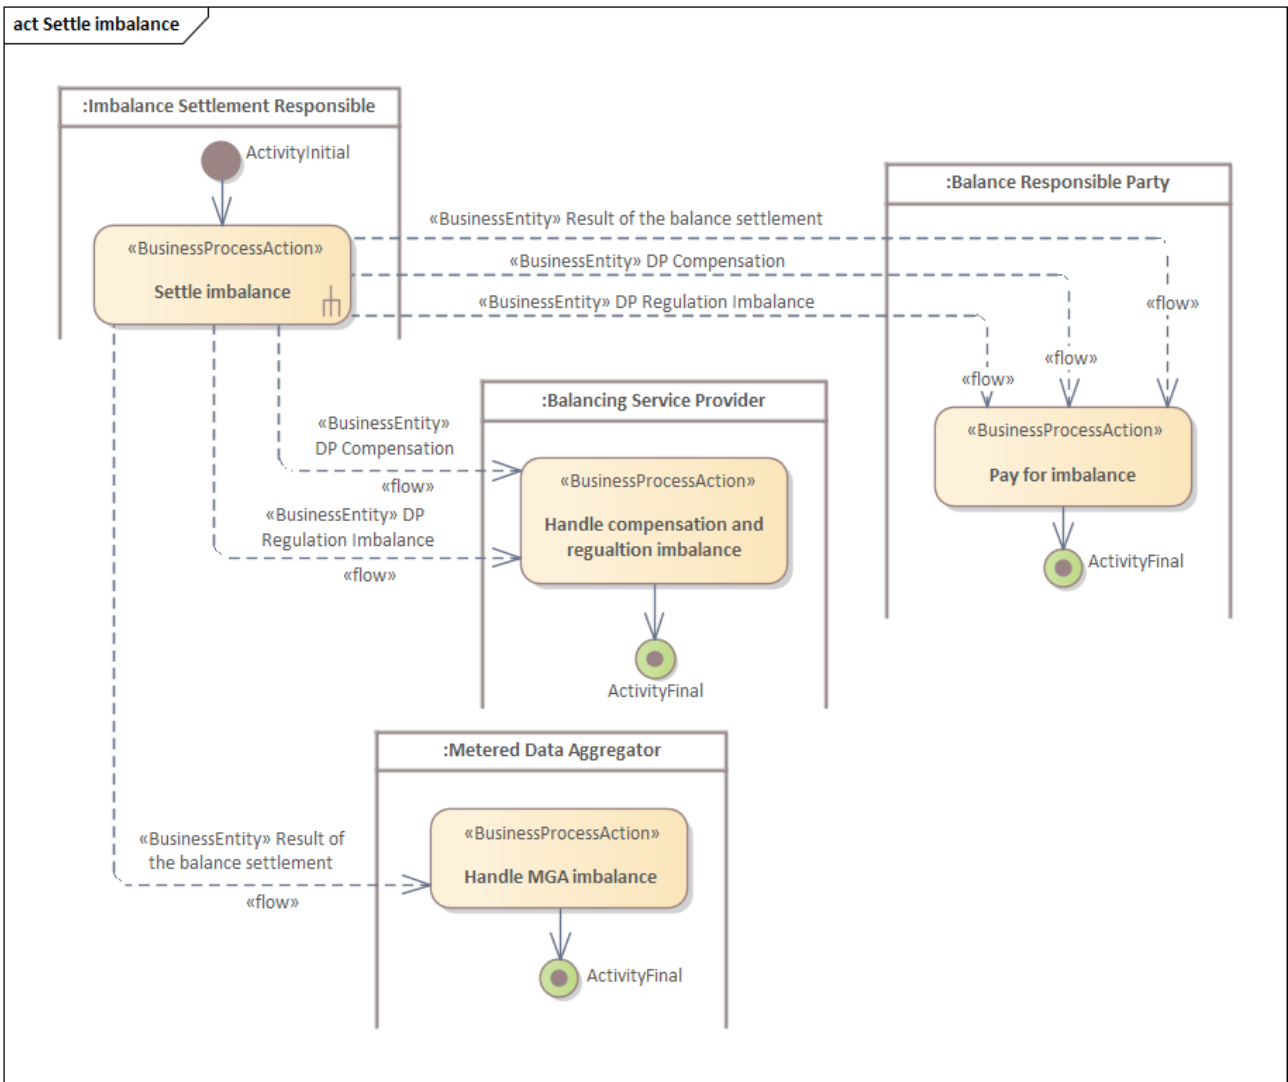 act Settle imbalance
:Imbalance Settlement Responsible
ActivityInitial
«BusinessProcessAction»
Settle imbalance
«BusinessEntity» Result of the balance settlement
«BusinessEntity» DP Compensation
«BusinessEntity» DP Regulation Imbalance
:Balance Responsible Party
«flow»
«flow»
«flow»
«BusinessProcessAction»
Pay for imbalance
ActivityFinal
:Balancing Service Provider
«BusinessEntity»
DP Compensation
«flow»
«BusinessEntity» DP
Regulation Imbalance
«flow»
«BusinessProcessAction»
Handle compensation and
regualtion imbalance
ActivityFinal
:Metered Data Aggregator
«BusinessEntity» Result of
the balance settlement
«flow»
«BusinessProcessAction»
Handle MGA imbalance
ActivityFinal